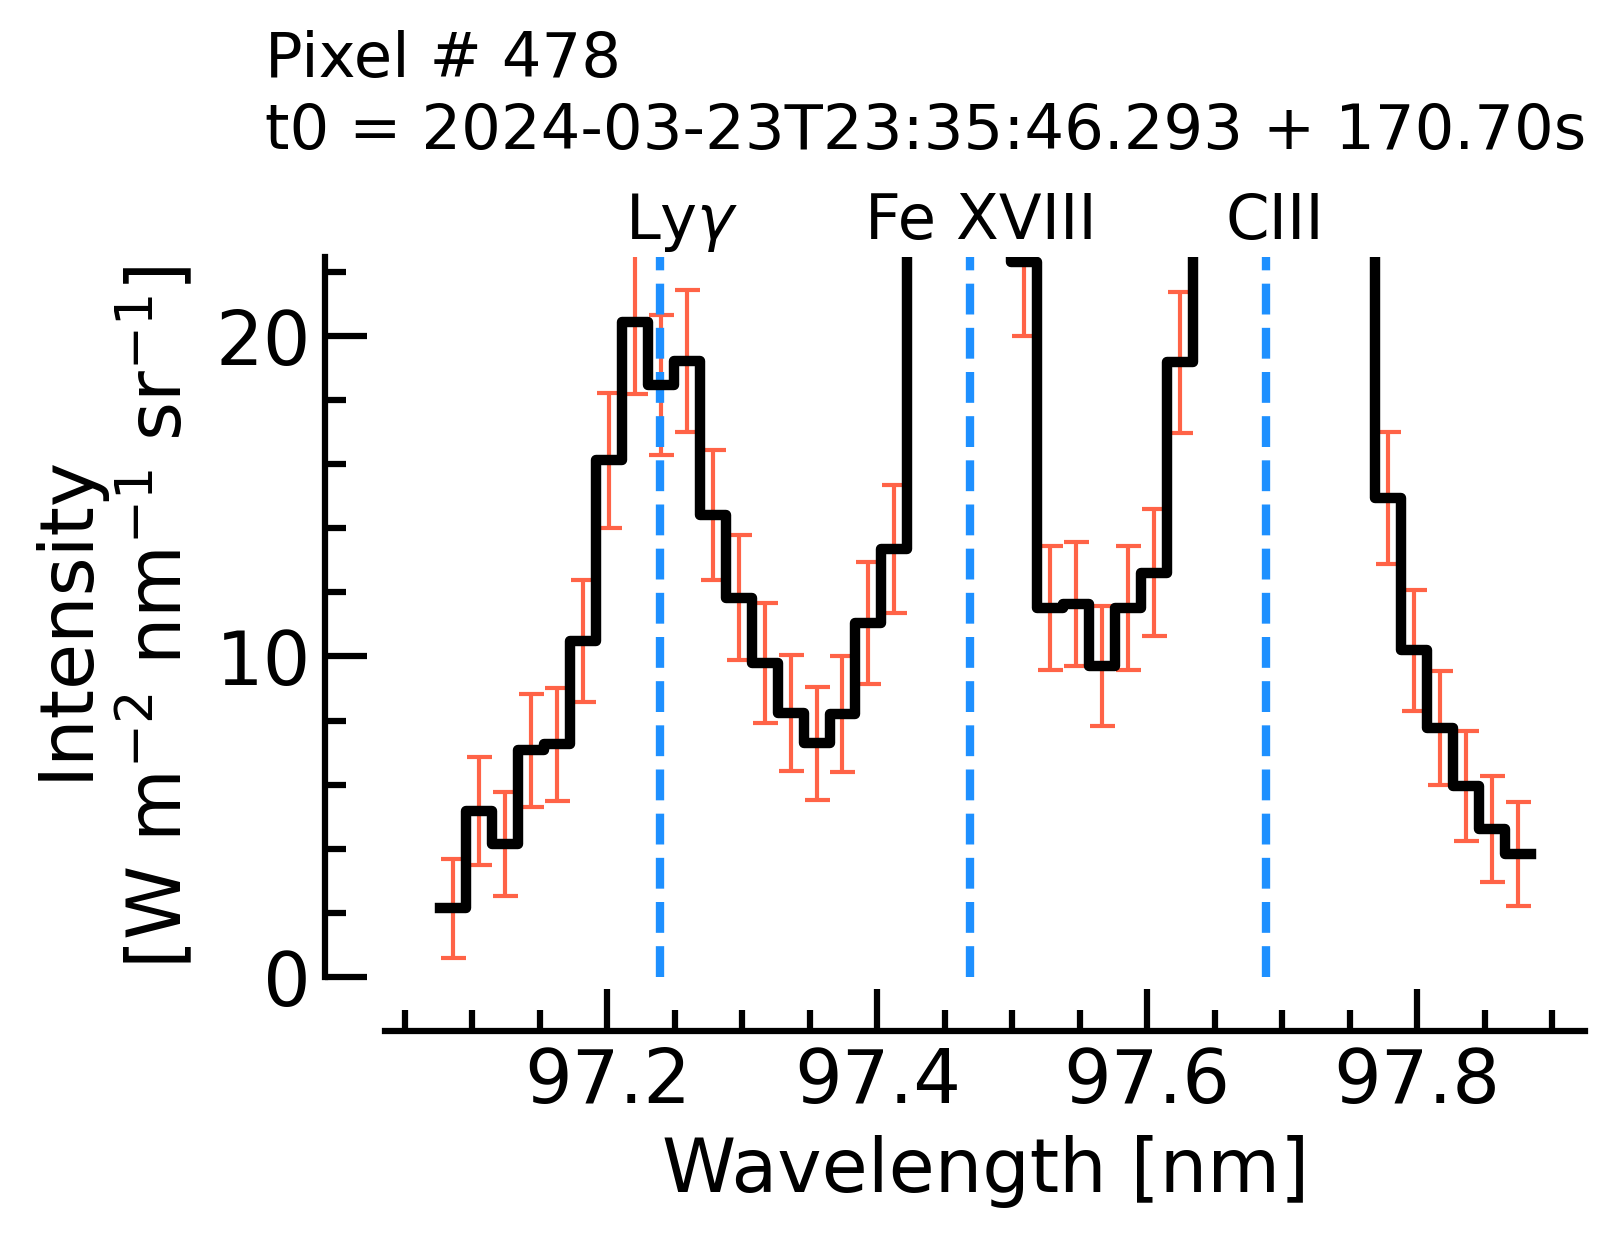 Pixel # 478
t0 = 2024-03-23T23:35:46.293 + 170.70s
Lyγ Fe XVIII CIII
Intensity
[W m⁻² nm⁻¹ sr⁻¹]
20
10
0
97.2 97.4 97.6 97.8
Wavelength [nm]